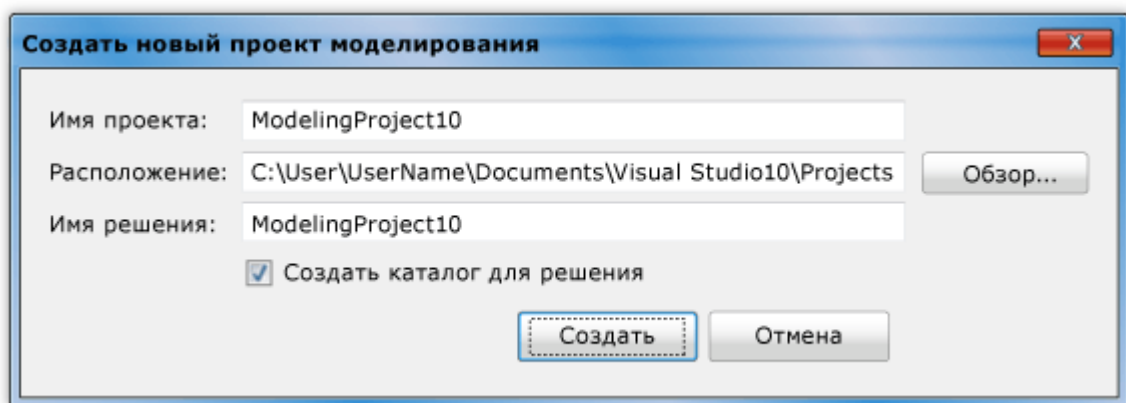 Создать новый проект моделирования
Имя проекта: ModelingProject10
Расположение: C:\User\UserName\Documents\Visual Studio10\Projects Обзор...
Имя решения: ModelingProject10
Создать каталог для решения
Создать Отмена